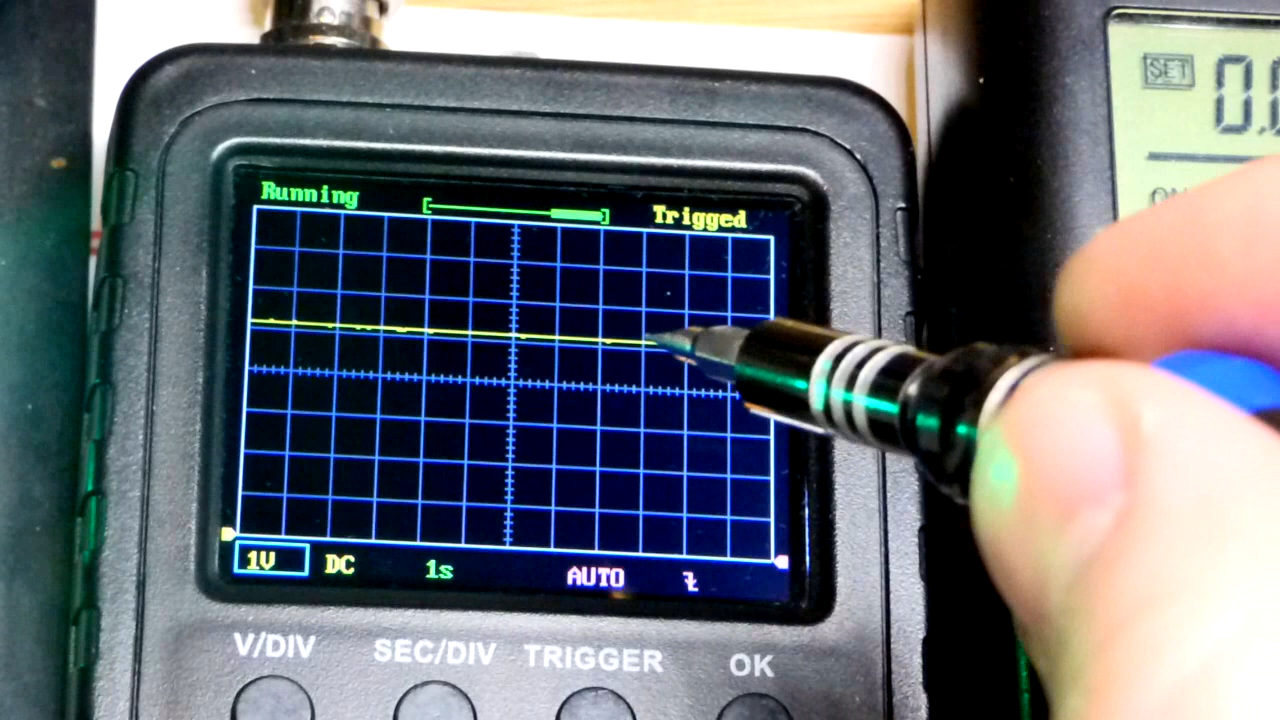 Running
Trigged
SET
1V DC 1s AUTO
V/DIV SEC/DIV TRIGGER OK